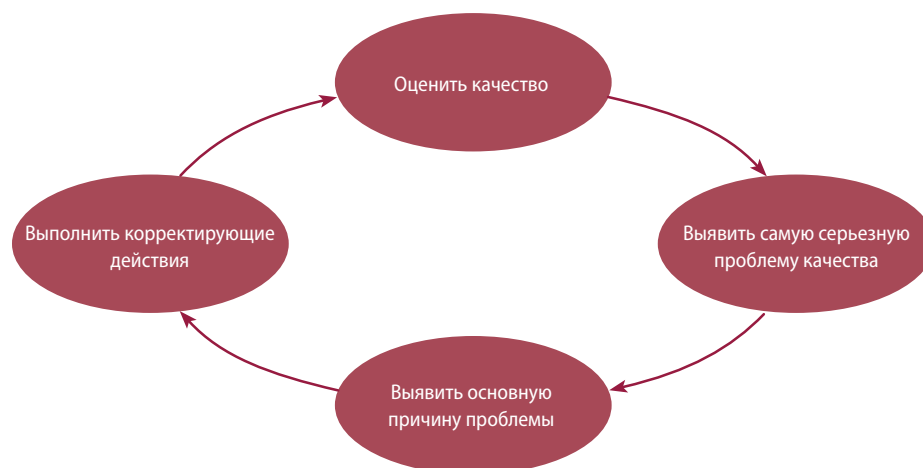 Оценить качество
Выявить самую серьезную
проблему качества
Выявить основную
причину проблемы
Выполнить корректирующие
действия